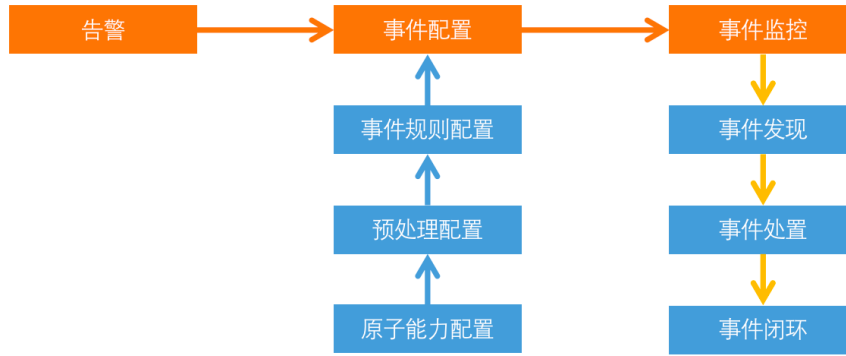 告警
事件配置
事件监控
事件规则配置
事件发现
预处理配置
事件处置
原子能力配置
事件闭环